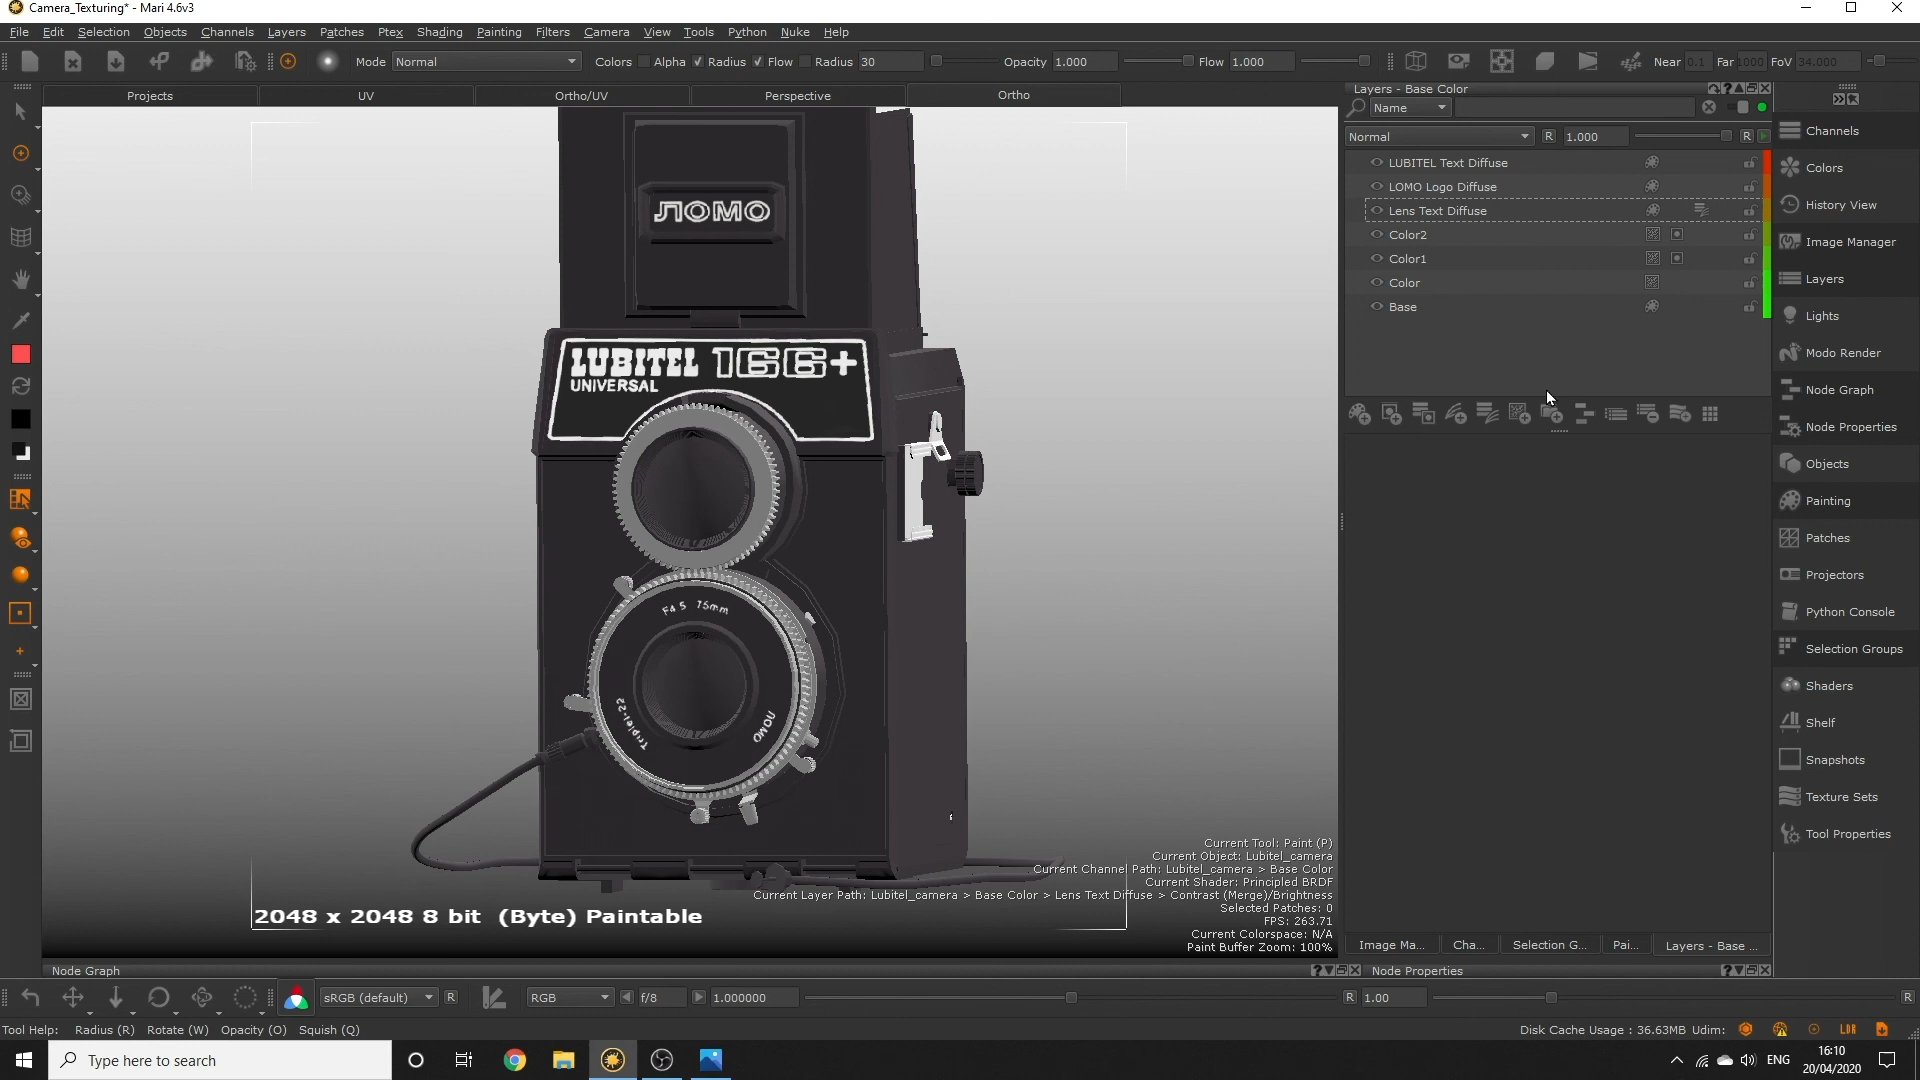 Camera_Texturing* - Mari 4.6v3
File Edit Selection Objects Channels Layers Patches Ptex Shading Painting Filters Camera View Tools Python Nuke Help
Mode Normal Colors Alpha Radius Flow Radius 30 Opacity 1.000 Flow 1.000 Near 0.1 Far 1000 FoV 34.000
Projects UV Ortho/UV Perspective Ortho
Layers - Base Color
Name
Normal R 1.000 R
LUBITEL Text Diffuse
LOMO Logo Diffuse
Lens Text Diffuse
Color2
Color1
Color
Base
Channels
Colors
History View
Image Manager
Layers
Lights
Modo Render
Node Graph
Node Properties
Objects
Painting
Patches
Projectors
Python Console
Selection Groups
Shaders
Shelf
Snapshots
Texture Sets
Tool Properties
ЛОМО
LUBITEL 166+
UNIVERSAL
F4 5 75mm
Triplet-22
ЛОМО
Current Tool: Paint (P)
Current Object: Lubitel_camera
Current Channel Path: Lubitel_camera > Base Color
Current Shader: Principled BRDF
Current Layer Path: Lubitel_camera > Base Color > Lens Text Diffuse > Contrast (Merge)/Brightness
Selected Patches: 0
FPS: 263.71
Current Colorspace: N/A
Paint Buffer Zoom: 100%
2048 x 2048 8 bit (Byte) Paintable
Image Ma... Cha... Selection G... Pai... Layers - Base ...
Node Graph Node Properties
sRGB (default) R RGB f/8 1.000000 R 1.00 R
Tool Help: Radius (R) Rotate (W) Opacity (O) Squish (Q)
Disk Cache Usage : 36.63MB Udim: LDR
Type here to search
ENG
16:10
20/04/2020